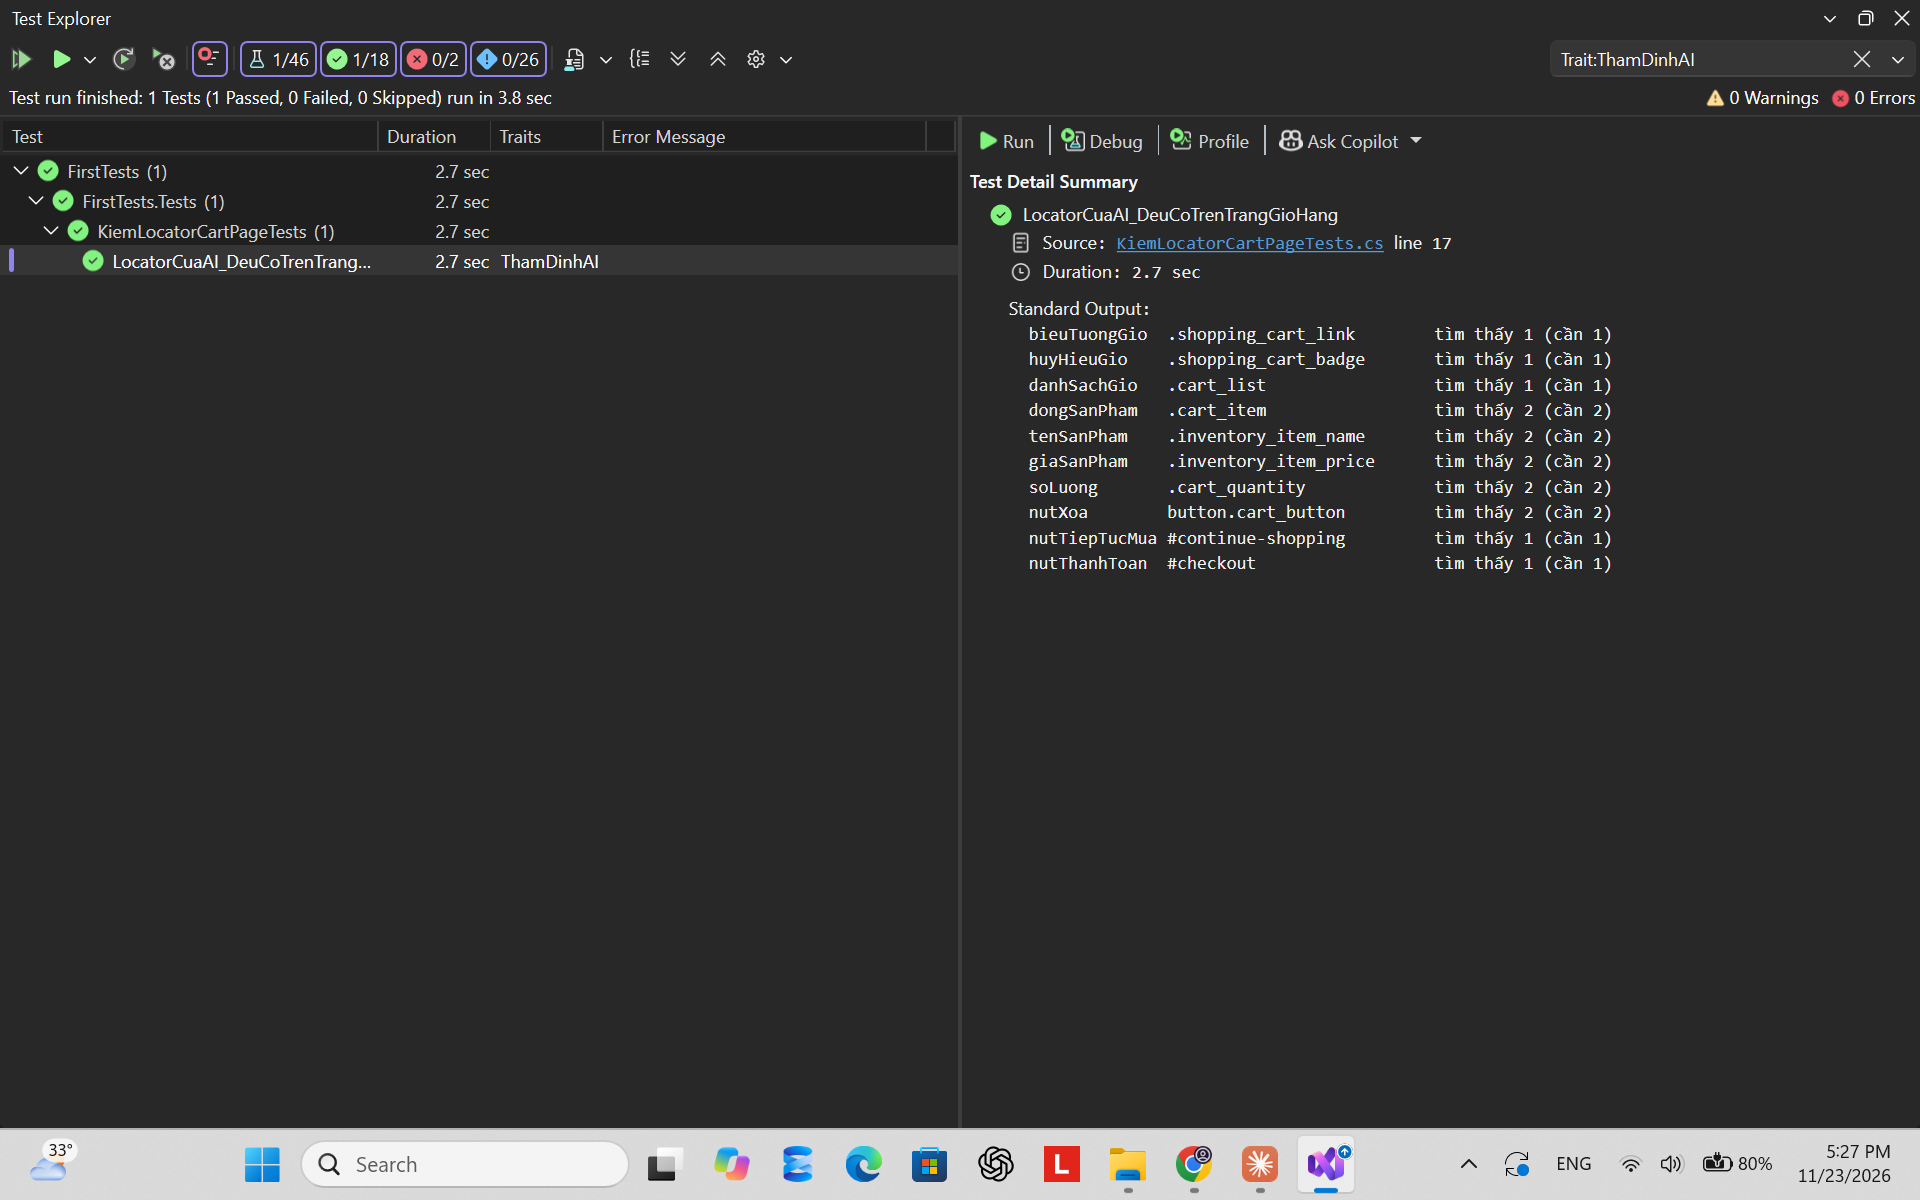 Test Explorer
1/46 1/18 0/2 0/26 Trait:ThamDinhAI
Test run finished: 1 Tests (1 Passed, 0 Failed, 0 Skipped) run in 3.8 sec 0 Warnings 0 Errors
Test Duration Traits Error Message
FirstTests (1) 2.7 sec
FirstTests.Tests (1) 2.7 sec
KiemLocatorCartPageTests (1) 2.7 sec
LocatorCuaAI_DeuCoTrenTrang... 2.7 sec ThamDinhAI
Run Debug Profile Ask Copilot
Test Detail Summary
LocatorCuaAI_DeuCoTrenTrangGioHang
Source: KiemLocatorCartPageTests.cs line 17
Duration: 2.7 sec
Standard Output:
bieuTuongGio .shopping_cart_link tìm thấy 1 (cần 1)
huyHieuGio .shopping_cart_badge tìm thấy 1 (cần 1)
danhSachGio .cart_list tìm thấy 1 (cần 1)
dongSanPham .cart_item tìm thấy 2 (cần 2)
tenSanPham .inventory_item_name tìm thấy 2 (cần 2)
giaSanPham .inventory_item_price tìm thấy 2 (cần 2)
soLuong .cart_quantity tìm thấy 2 (cần 2)
nutXoa button.cart_button tìm thấy 2 (cần 2)
nutTiepTucMua #continue-shopping tìm thấy 1 (cần 1)
nutThanhToan #checkout tìm thấy 1 (cần 1)
33°
Search
L
ENG
80%
5:27 PM
11/23/2026